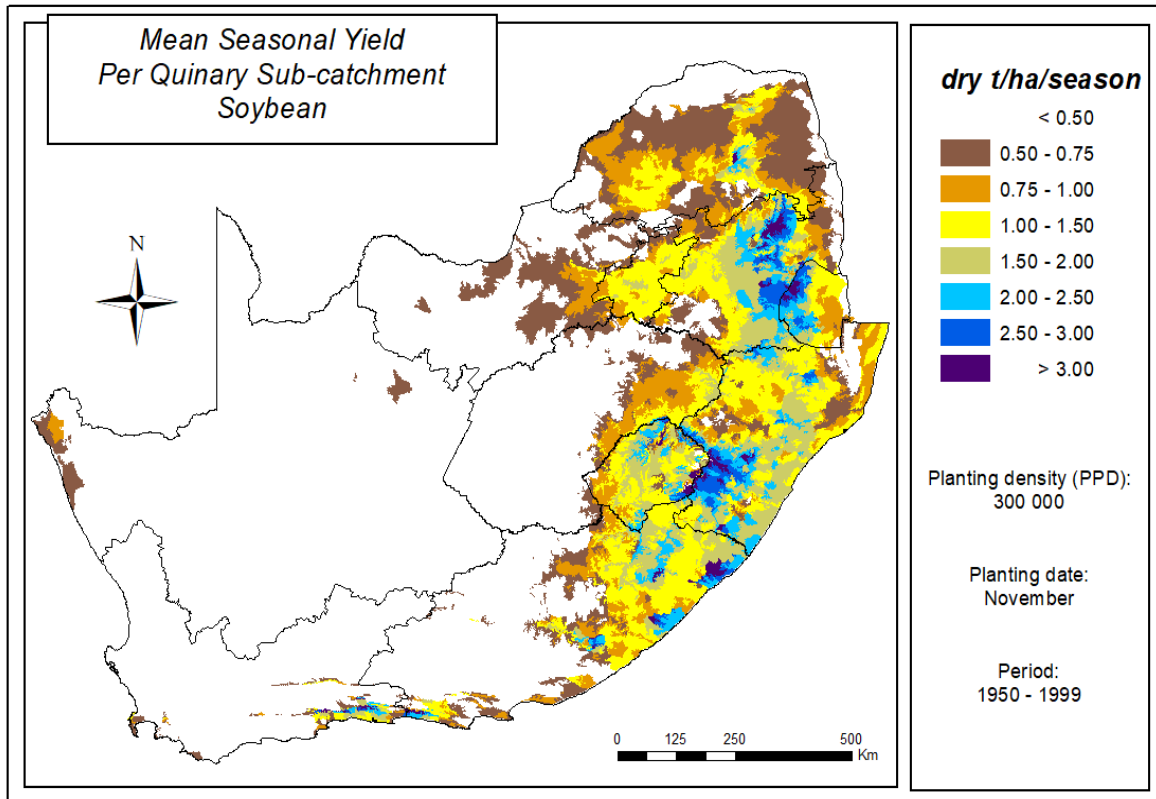 Mean Seasonal Yield
Per Quinary Sub-catchment
Soybean
N
dry t/ha/season
< 0.50
0.50 - 0.75
0.75 - 1.00
1.00 - 1.50
1.50 - 2.00
2.00 - 2.50
2.50 - 3.00
> 3.00
Planting density (PPD):
300 000
Planting date:
November
Period:
1950 - 1999
0 125 250 500
Km